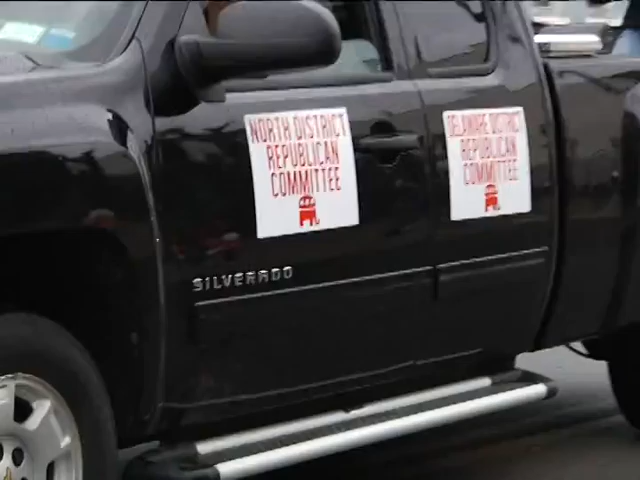 NORTH DISTRICT
REPUBLICAN
COMMITTEE
DELAWARE DISTRICT
REPUBLICAN
COMMITTEE
SILVERADO